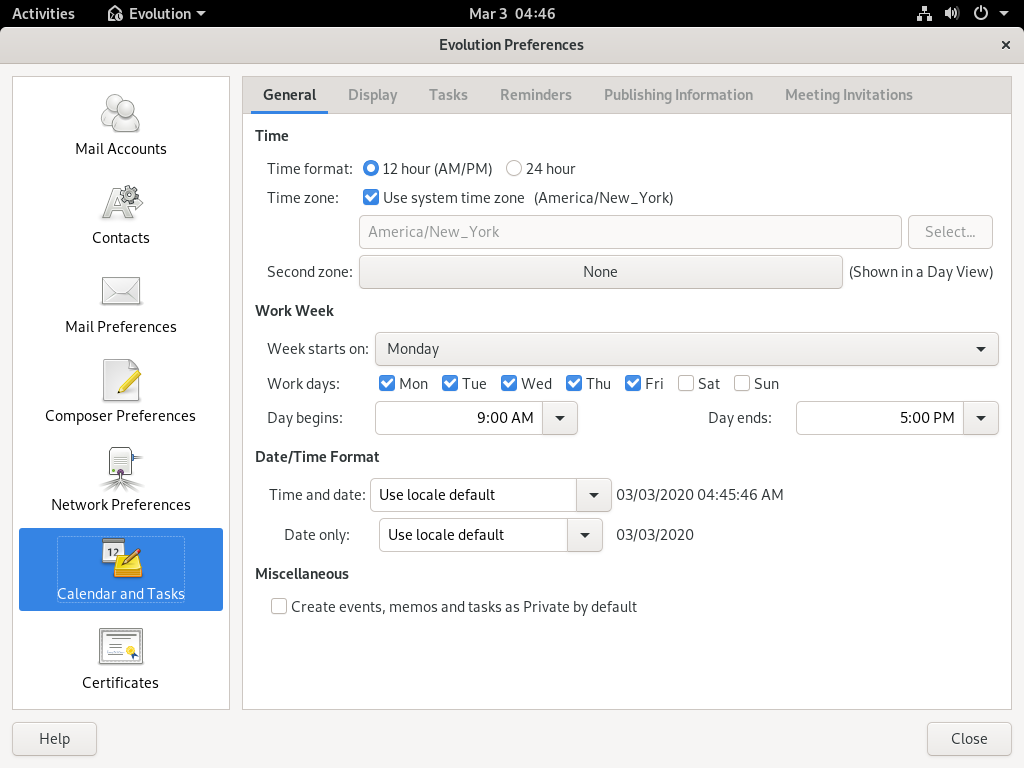 Activities Evolution Mar 3 04:46
Evolution Preferences
Mail Accounts
Contacts
Mail Preferences
Composer Preferences
Network Preferences
12
Calendar and Tasks
Certificates
General Display Tasks Reminders Publishing Information Meeting Invitations
Time
Time format: 12 hour (AM/PM) 24 hour
Time zone: Use system time zone (America/New_York)
America/New_York Select...
Second zone: None (Shown in a Day View)
Work Week
Week starts on: Monday
Work days: Mon Tue Wed Thu Fri Sat Sun
Day begins: 9:00 AM Day ends: 5:00 PM
Date/Time Format
Time and date: Use locale default 03/03/2020 04:45:46 AM
Date only: Use locale default 03/03/2020
Miscellaneous
Create events, memos and tasks as Private by default
Help Close